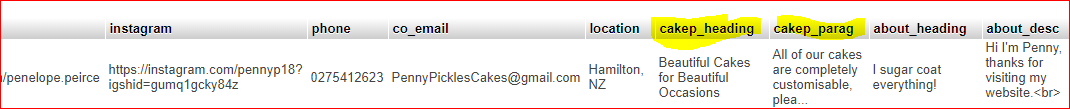 instagram phone co_email location cakep_heading cakep_parag about_heading about_desc
/penelope.peirce
https://instagram.com/pennyp18?
igshid=gumq1gcky84z
0275412623
PennyPicklesCakes@gmail.com
Hamilton,
NZ
Beautiful Cakes
for Beautiful
Occasions
All of our cakes
are completely
customisable,
plea...
I sugar coat
everything!
Hi I'm Penny,
thanks for
visiting my
website.<br>